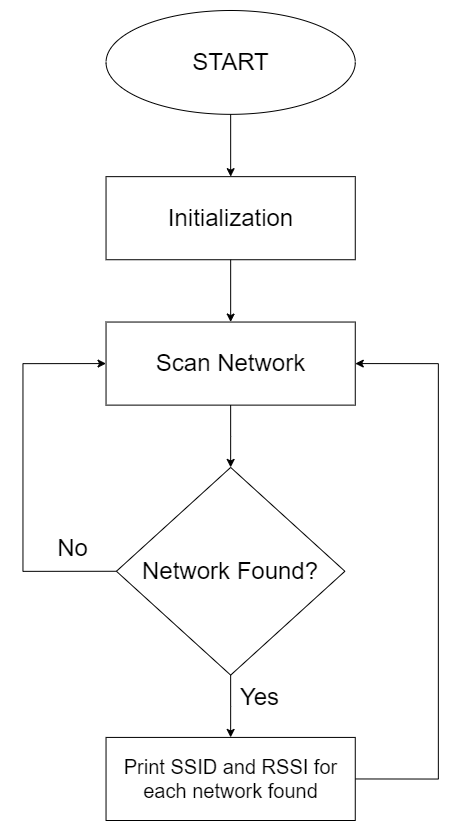 START
Initialization
Scan Network
No
Network Found?
Yes
Print SSID and RSSI for
each network found